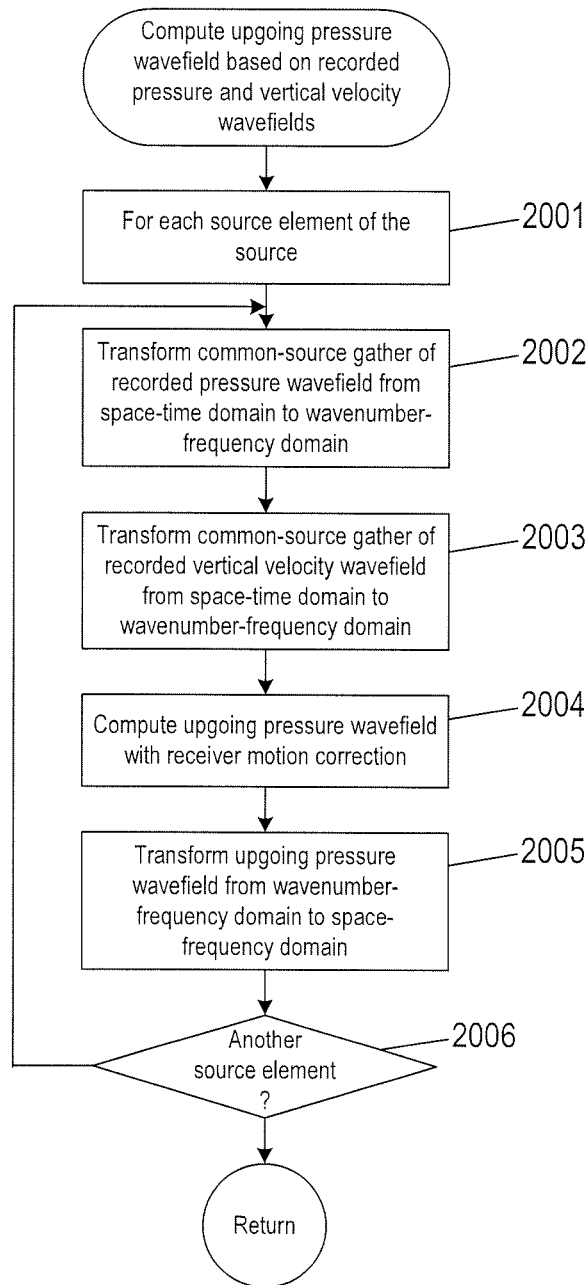 Compute upgoing pressure
wavefield based on recorded
pressure and vertical velocity
wavefields
For each source element of the
source
2001
Transform common-source gather of
recorded pressure wavefield from
space-time domain to wavenumber-
frequency domain
2002
Transform common-source gather of
recorded vertical velocity wavefield
from space-time domain to
wavenumber-frequency domain
2003
Compute upgoing pressure wavefield
with receiver motion correction
2004
Transform upgoing pressure
wavefield from wavenumber-
frequency domain to space-
frequency domain
2005
Another
source element
?
2006
Return